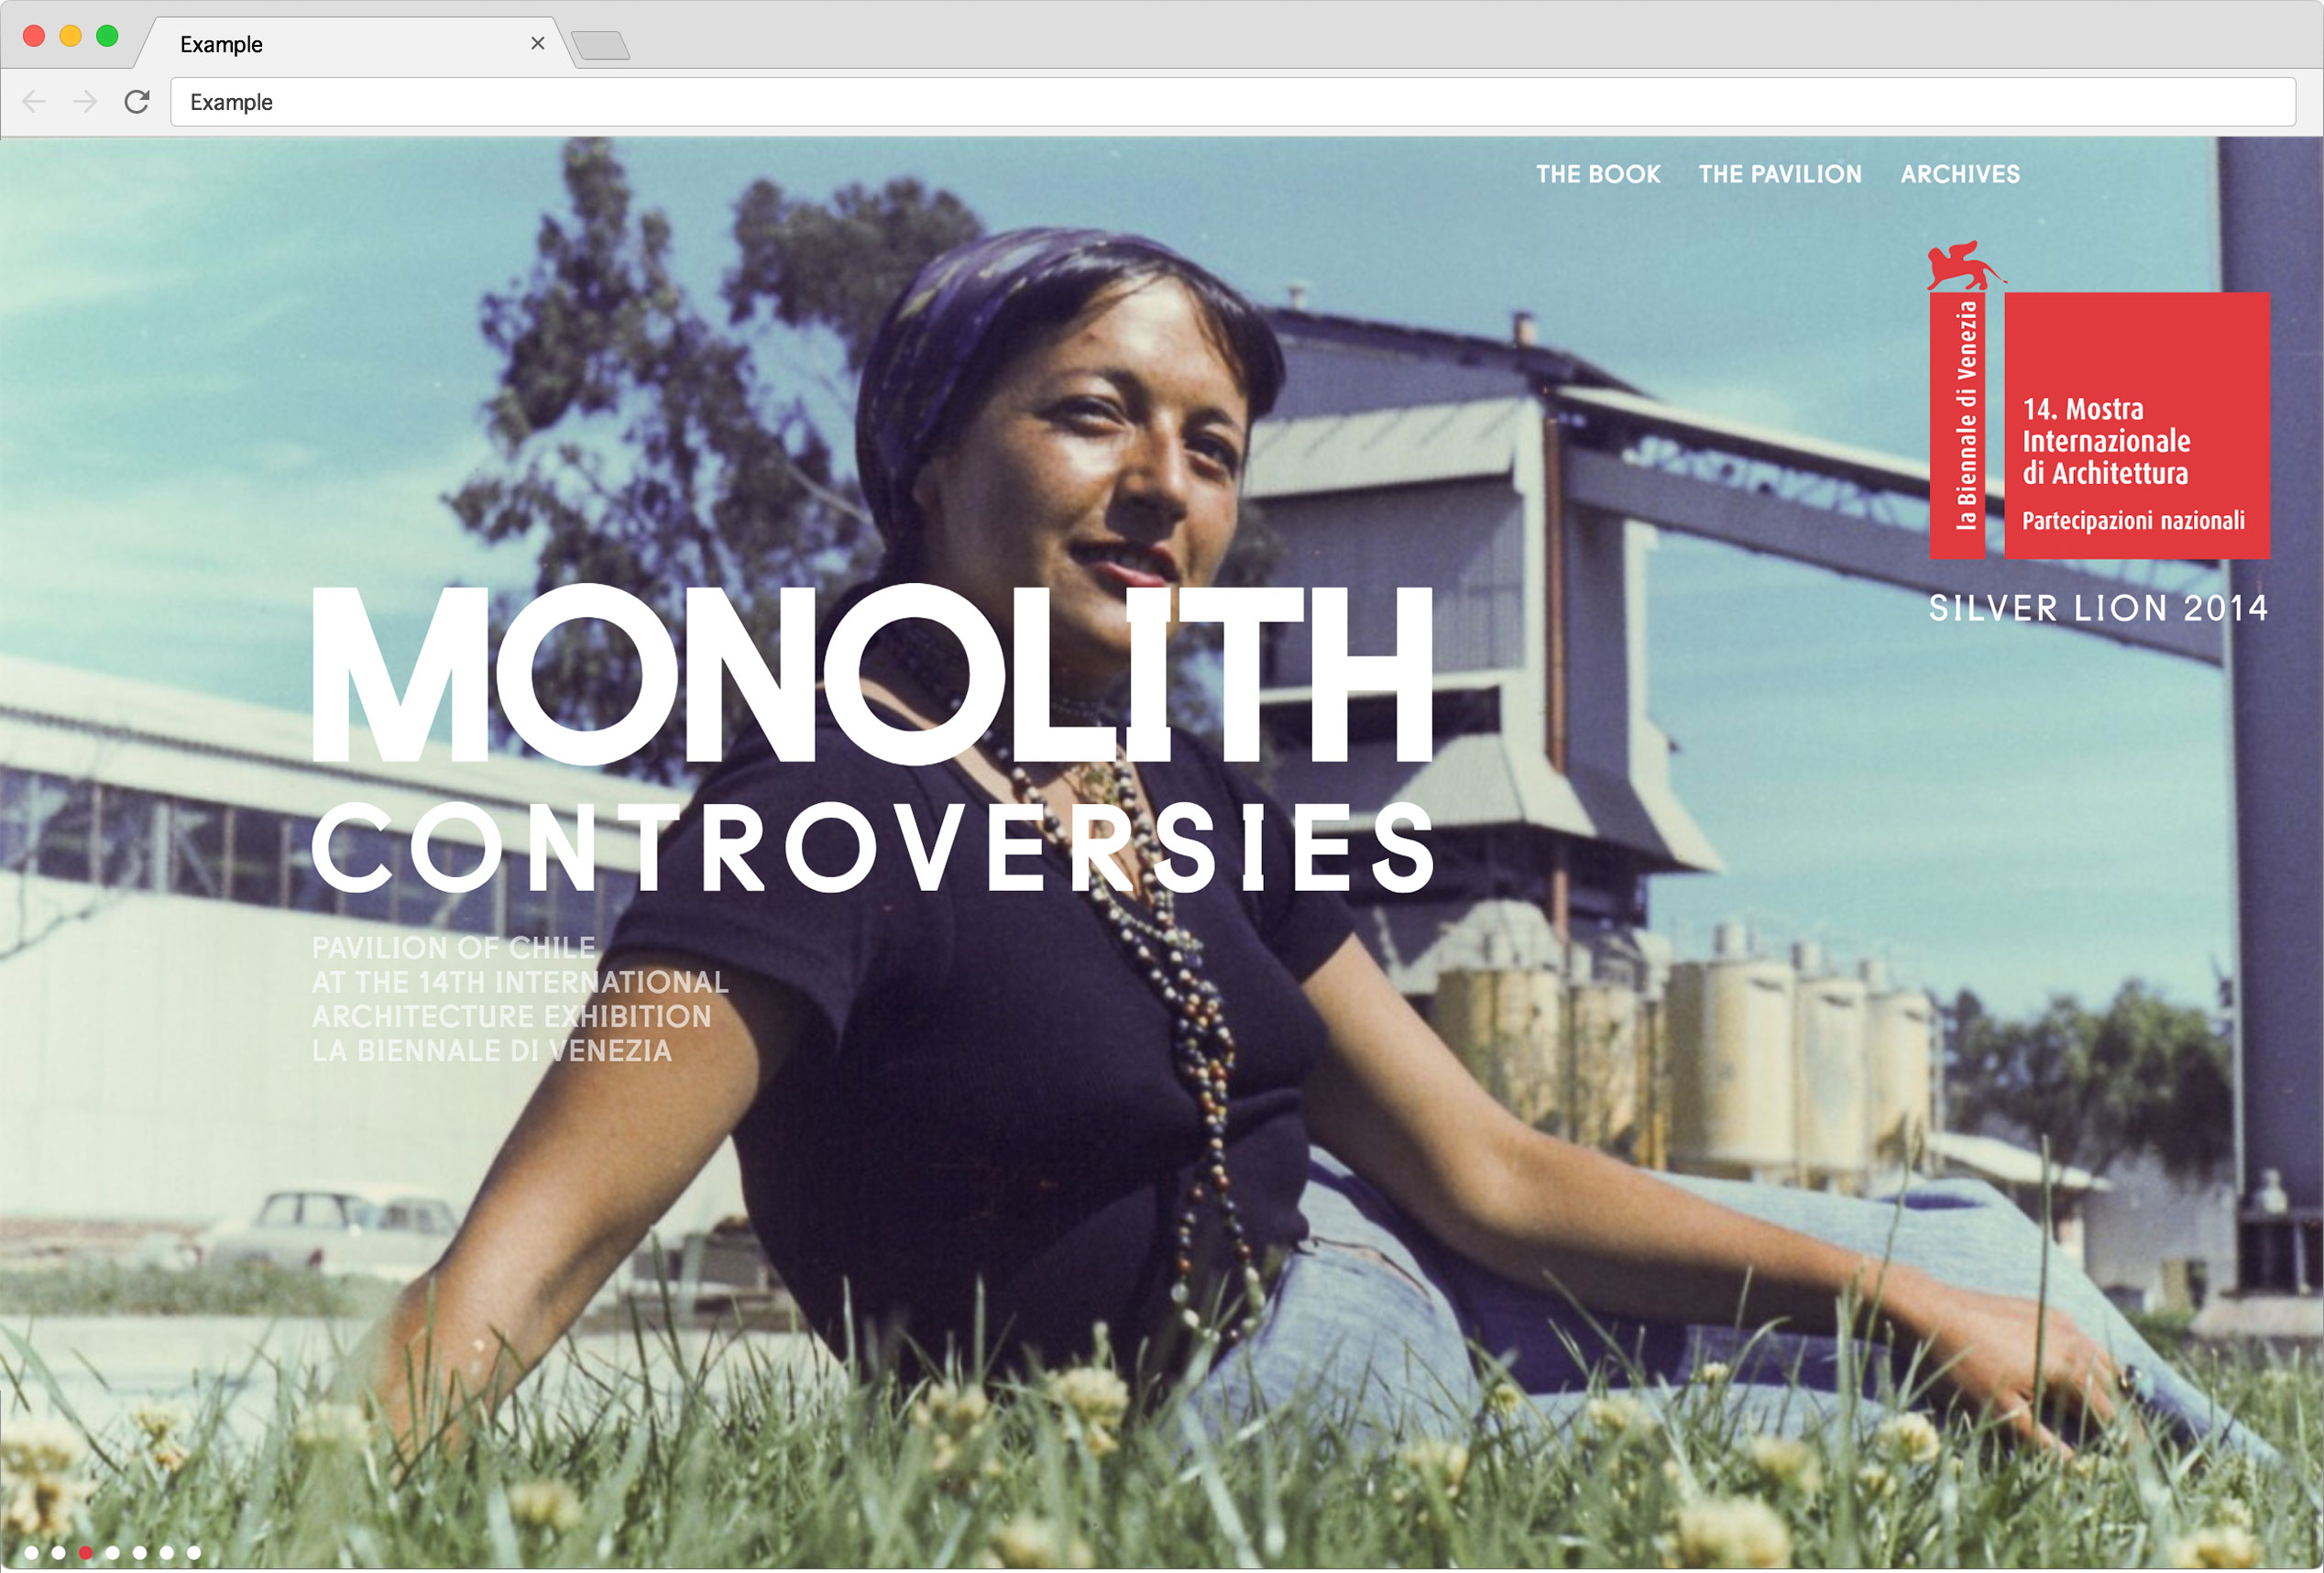 Example
Example
THE BOOK THE PAVILION ARCHIVES
la Biennale di Venezia
14. Mostra
Internazionale
di Architettura
Partecipazioni nazionali
SILVER LION 2014
MONOLITH
CONTROVERSIES
PAVILION OF CHILE
AT THE 14TH INTERNATIONAL
ARCHITECTURE EXHIBITION
LA BIENNALE DI VENEZIA